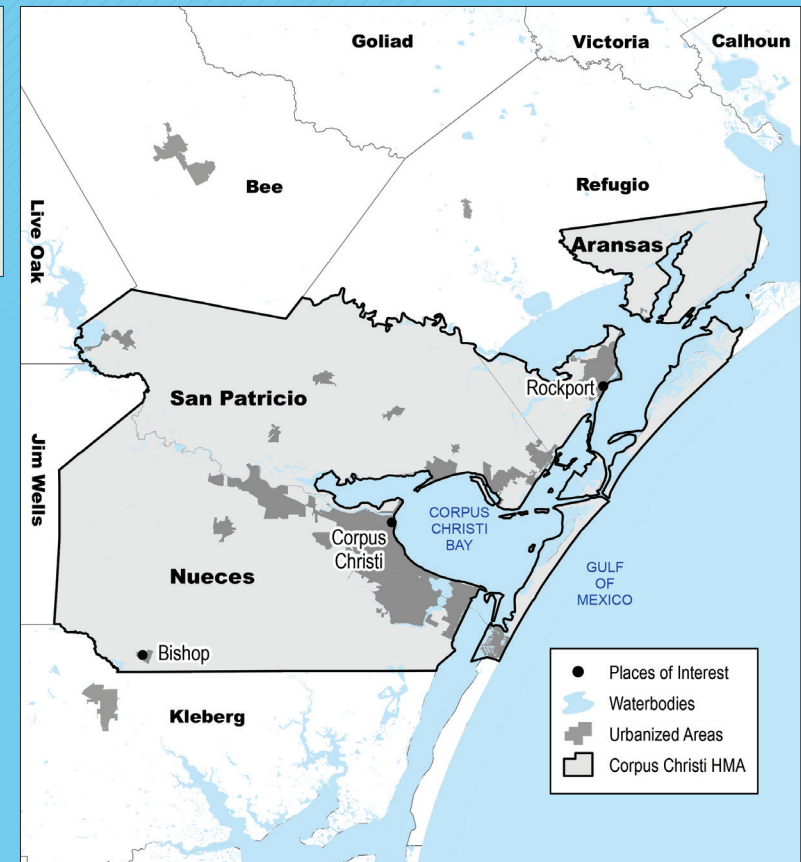 Goliad
Victoria
Calhoun
Bee
Refugio
Live Oak
Aransas
San Patricio
Rockport
Jim Wells
CORPUS
CHRISTI
BAY
Corpus
Christi
Nueces
GULF
OF
MEXICO
Bishop
Kleberg
Places of Interest
Waterbodies
Urbanized Areas
Corpus Christi HMA